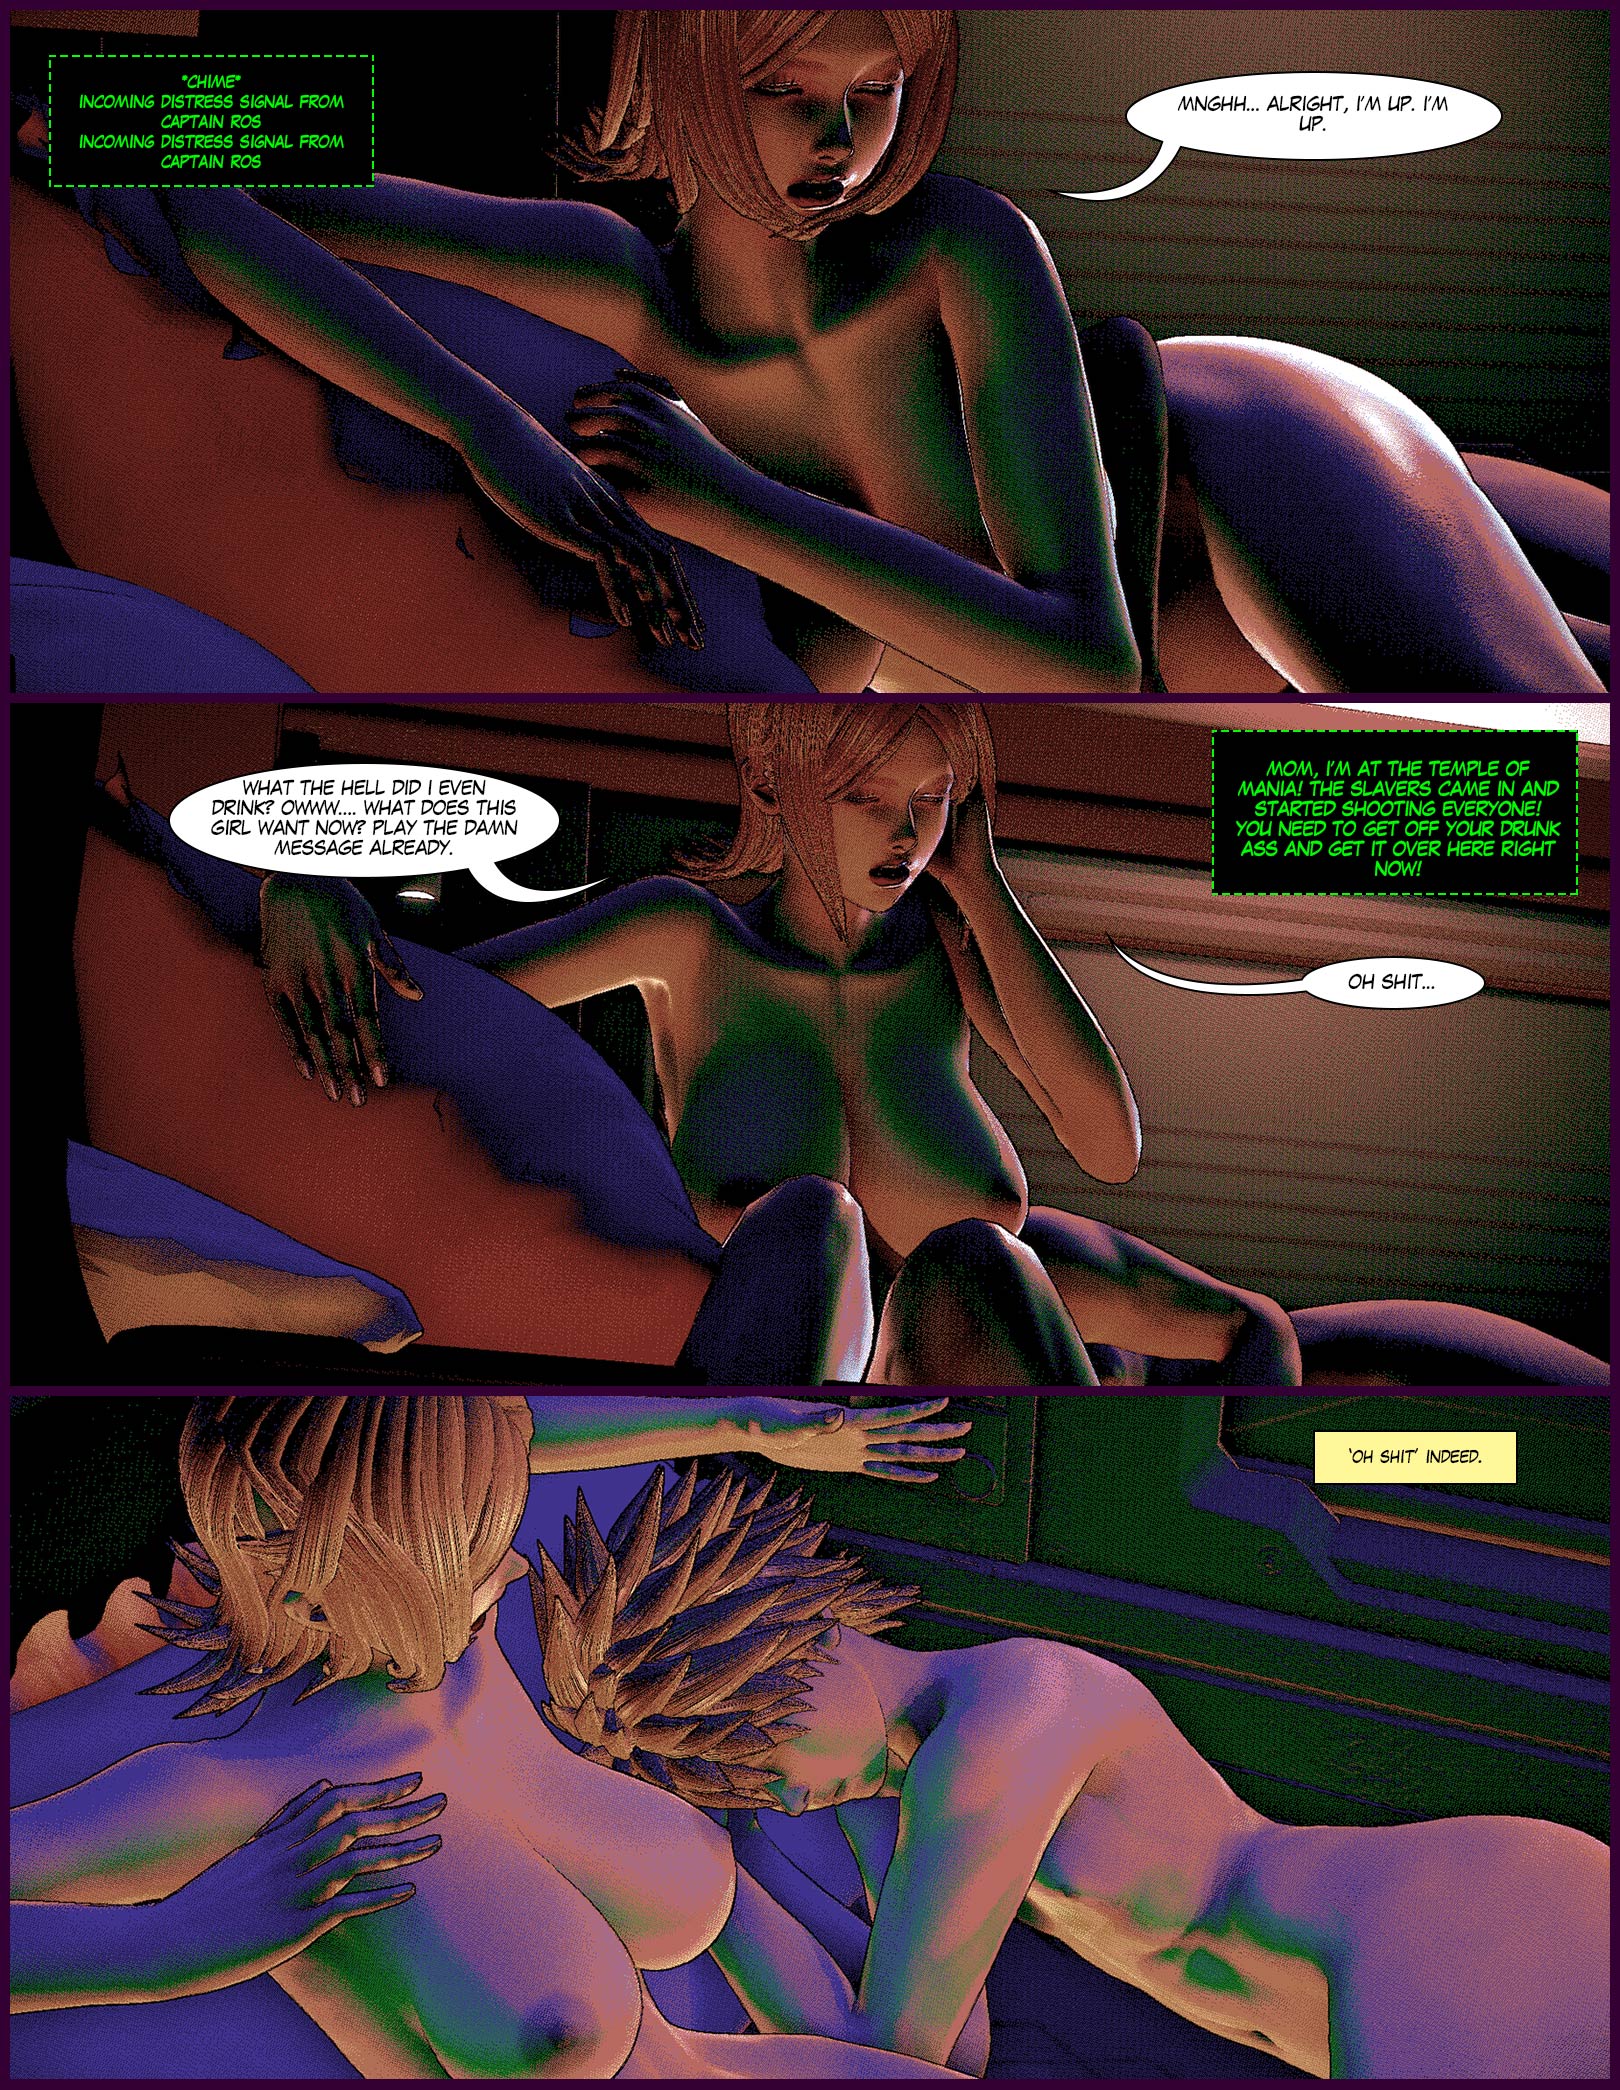 *CHIME*
INCOMING DISTRESS SIGNAL FROM
CAPTAIN ROS
INCOMING DISTRESS SIGNAL FROM
CAPTAIN ROS
MNGHH... ALRIGHT, I'M UP. I'M
UP.
WHAT THE HELL DID I EVEN
DRINK? OWWW.... WHAT DOES THIS
GIRL WANT NOW? PLAY THE DAMN
MESSAGE ALREADY.
MOM, I'M AT THE TEMPLE OF
MANIA! THE SLAVERS CAME IN AND
STARTED SHOOTING EVERYONE!
YOU NEED TO GET OFF YOUR DRUNK
ASS AND GET IT OVER HERE RIGHT
NOW!
OH SHIT...
'OH SHIT' INDEED.